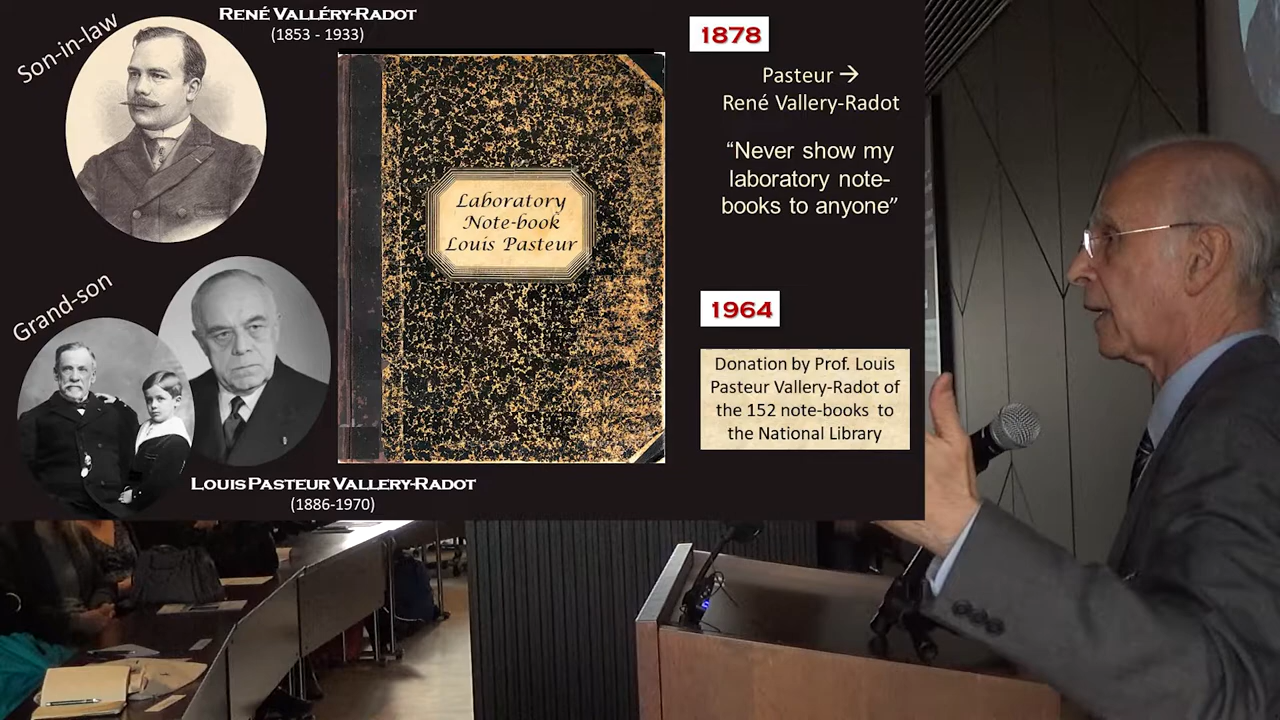 Son-in-law
RENÉ VALLÉRY-RADOT
(1853 - 1933)
Grand-son
LOUIS PASTEUR VALLERY-RADOT
(1886-1970)
Laboratory
Note-book
Louis Pasteur
1878
Pasteur →
René Vallery-Radot
“Never show my
laboratory note-
books to anyone”
1964
Donation by Prof. Louis
Pasteur Vallery-Radot of
the 152 note-books to
the National Library